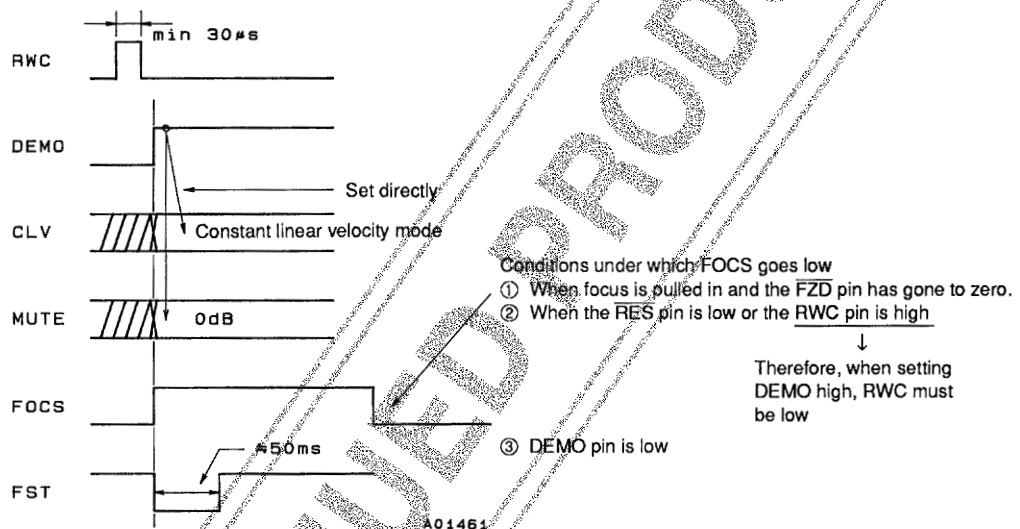 min 30μs
RWC
DEMO
Set directly
CLV
Constant linear velocity mode
Conditions under which FOCS goes low
① When focus is pulled in and the FZD pin has gone to zero.
② When the RES pin is low or the RWC pin is high
↓
Therefore, when setting
DEMO high, RWC must
be low
MUTE
0dB
FOCS
③ DEMO pin is low
≒50ms
FST
A01461
UED PROD